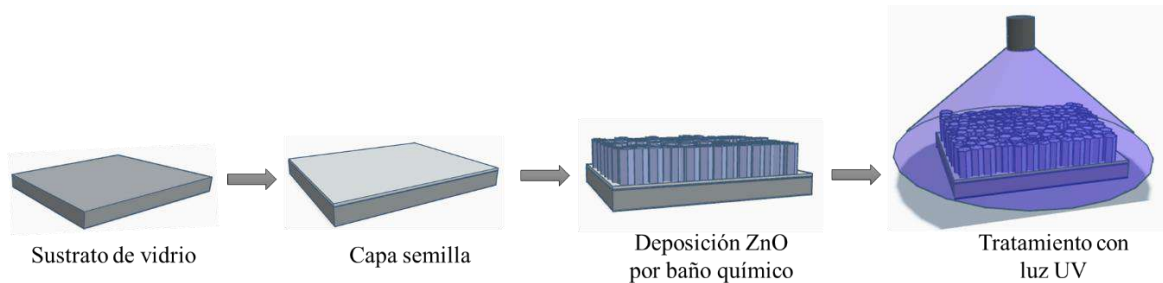 Sustrato de vidrio
Capa semilla
Deposición ZnO
por baño químico
Tratamiento con
luz UV